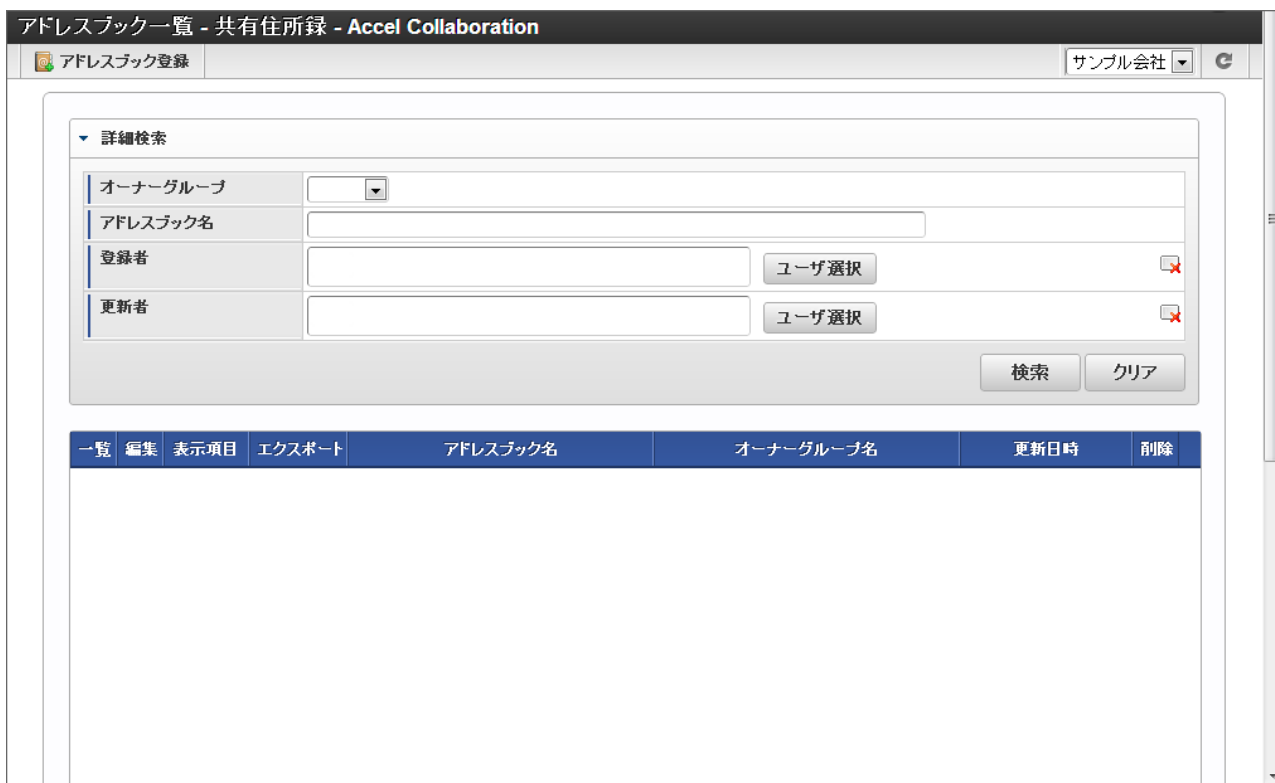 アドレスブック一覧 - 共有住所録 - Accel Collaboration
アドレスブック登録 サンプル会社
詳細検索
オーナーグループ
アドレスブック名
登録者 ユーザ選択
更新者 ユーザ選択
検索 クリア
一覧 編集 表示項目 エクスポート アドレスブック名 オーナーグループ名 更新日時 削除